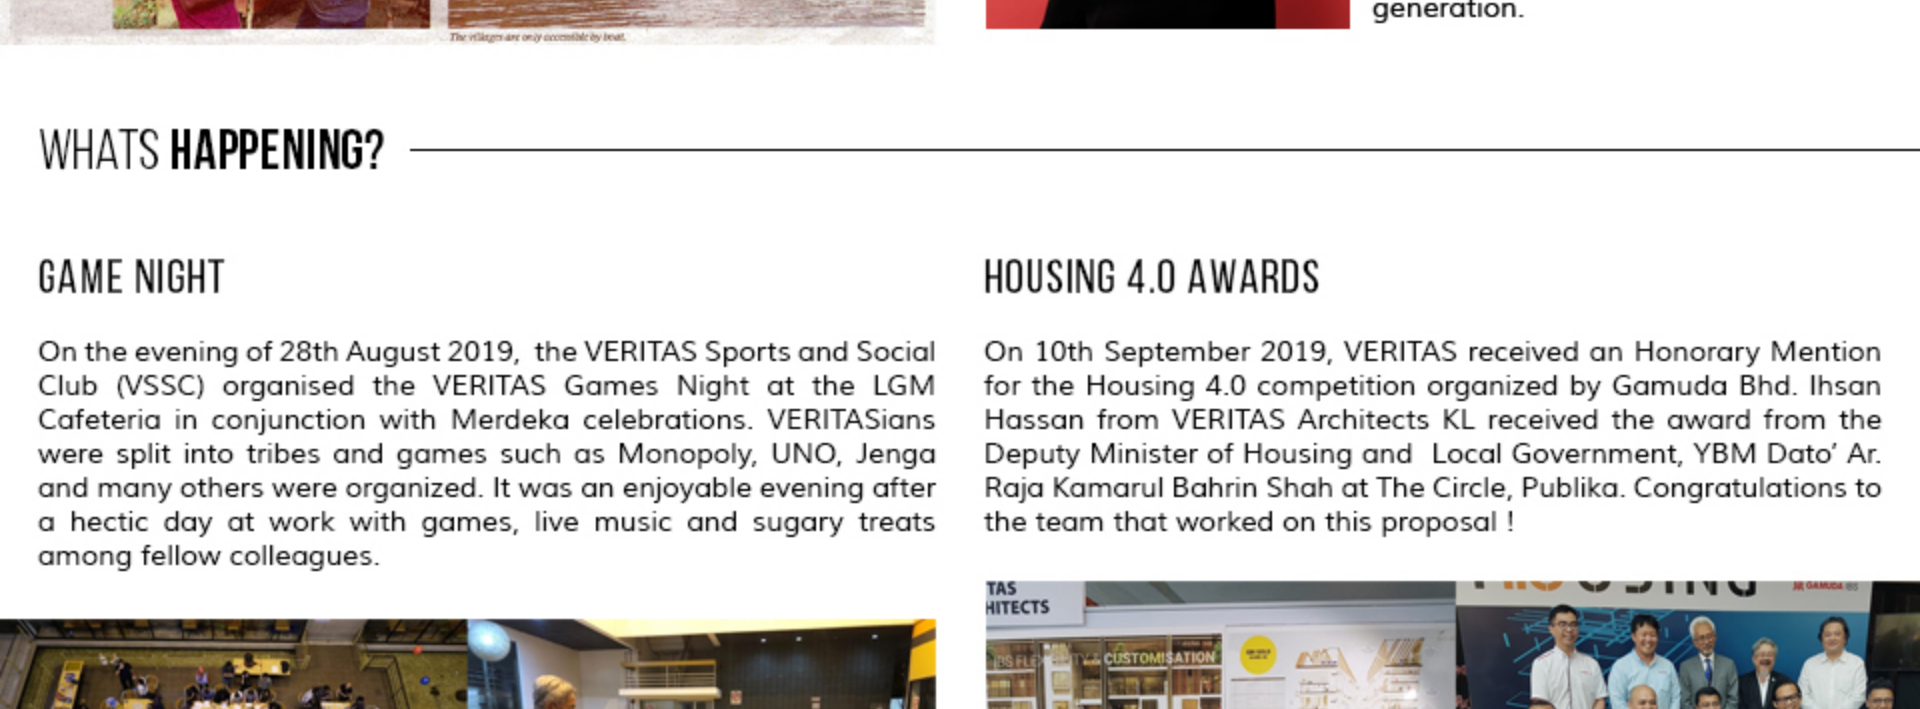 generation.
The villages are only accessible by boat.
WHATS HAPPENING?
GAME NIGHT
On the evening of 28th August 2019,  the VERITAS Sports and Social
Club (VSSC) organised the VERITAS Games Night at the LGM
Cafeteria in conjunction with Merdeka celebrations. VERITASians
were split into tribes and games such as Monopoly, UNO, Jenga
and many others were organized. It was an enjoyable evening after
a hectic day at work with games, live music and sugary treats
among fellow colleagues.
HOUSING 4.0 AWARDS
On 10th September 2019, VERITAS received an Honorary Mention
for the Housing 4.0 competition organized by Gamuda Bhd. Ihsan
Hassan from VERITAS Architects KL received the award from the
Deputy Minister of Housing and  Local Government, YBM Dato’ Ar.
Raja Kamarul Bahrin Shah at The Circle, Publika. Congratulations to
the team that worked on this proposal !
TAS
HITECTS
IBS FLEXIBILITY & CUSTOMISATION
GAMUDA IBS